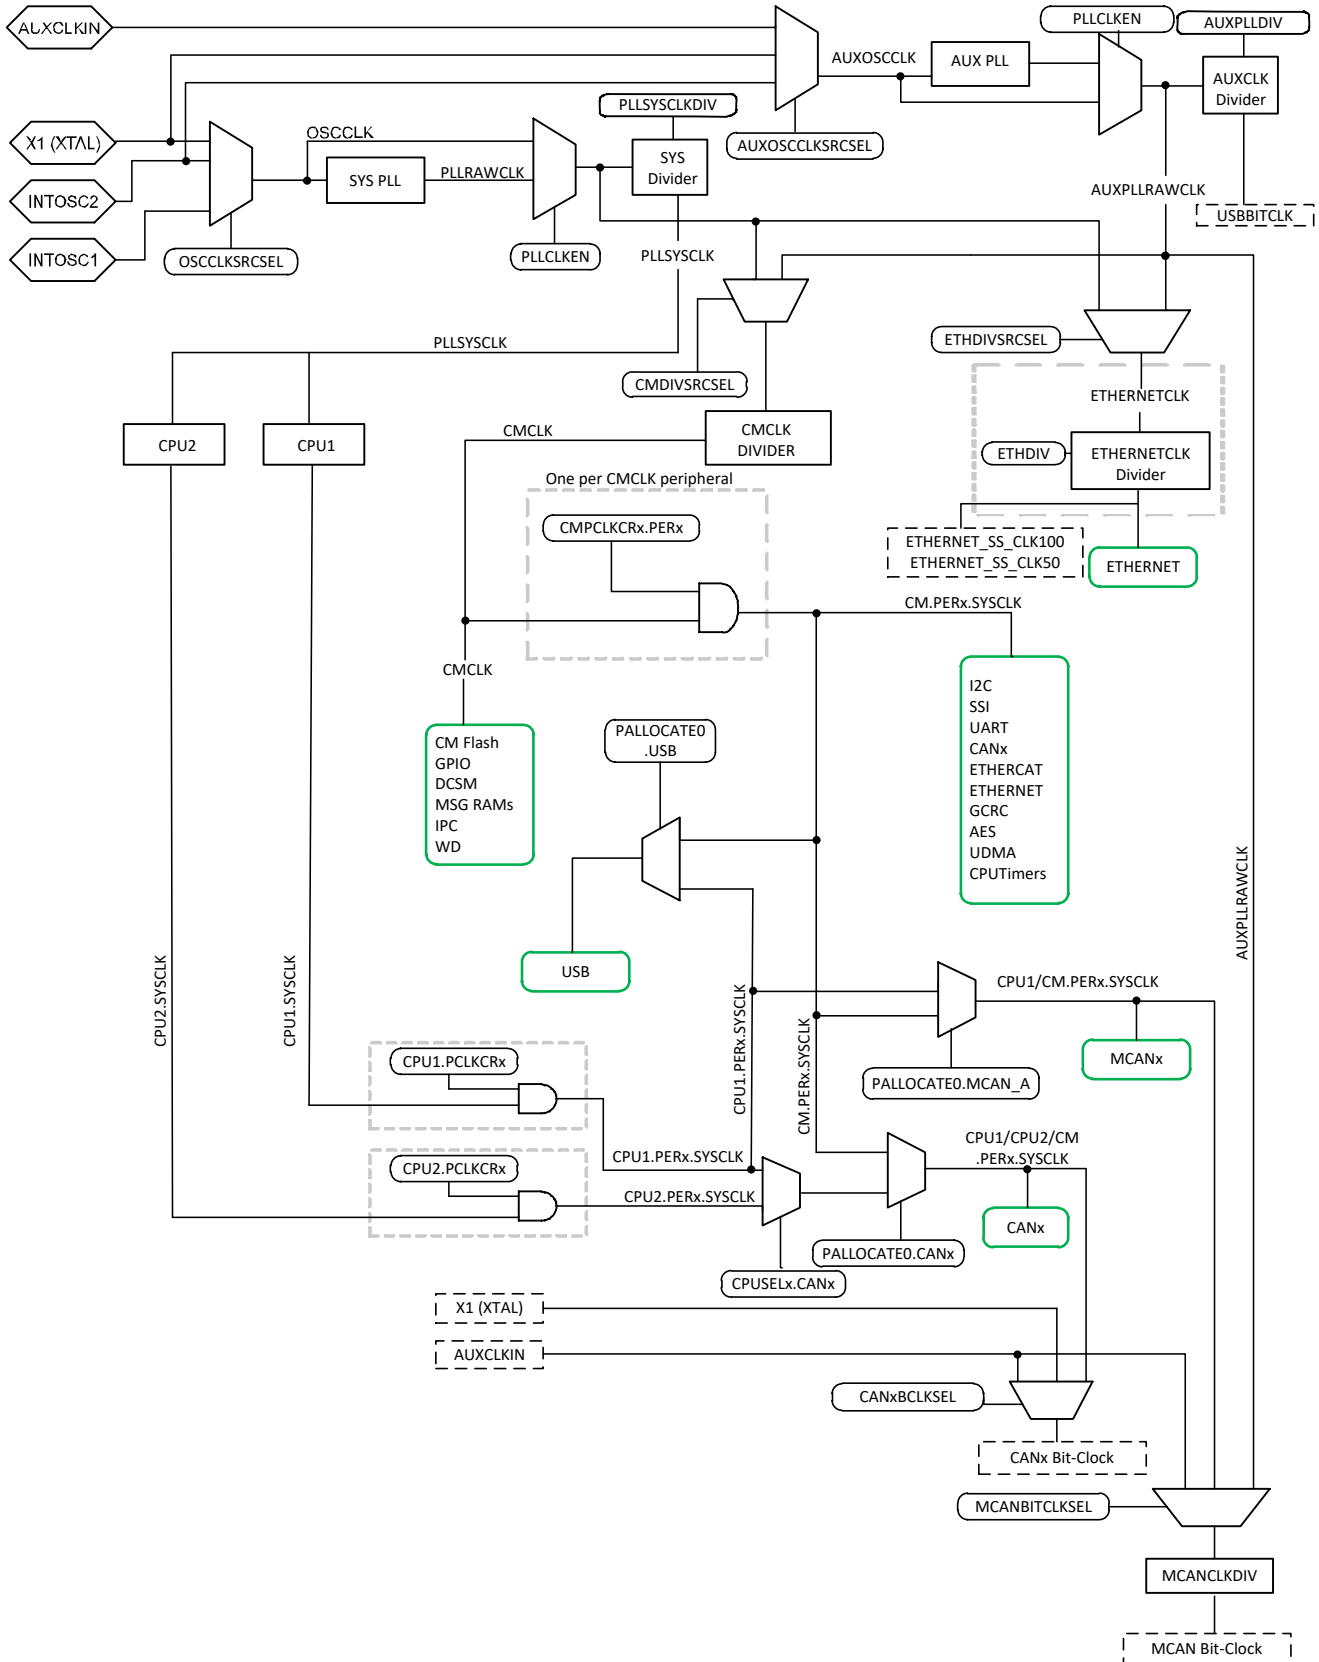 AUXCLKIN
PLLCLKEN
AUXPLLDIV
AUXOSCCLK
AUX PLL
AUXCLK
Divider
PLLSYSCLKDIV
X1 (XTAL)
OSCCLK
AUXOSCCLKSRCSEL
SYS PLL
PLLRAWCLK
SYS
Divider
INTOSC2
AUXPLLRAWCLK
USBBITCLK
INTOSC1
OSCCLKSRCSEL
PLLCLKEN
PLLSYSCLK
PLLSYSCLK
ETHDIVSRCSEL
CMDIVSRCSEL
ETHERNETCLK
CPU2
CPU1
CMCLK
CMCLK
DIVIDER
ETHDIV
ETHERNETCLK
Divider
One per CMCLK peripheral
CMPCLKCRx.PERx
ETHERNET_SS_CLK100
ETHERNET_SS_CLK50
ETHERNET
CM.PERx.SYSCLK
CMCLK
I2C
SSI
UART
CANx
ETHERCAT
ETHERNET
GCRC
AES
UDMA
CPUTimers
CM Flash
GPIO
DCSM
MSG RAMs
IPC
WD
PALLOCATE0
.USB
AUXPLLRAWCLK
USB
CPU2.SYSCLK
CPU1.SYSCLK
CPU1.PERx.SYSCLK
CM.PERx.SYSCLK
CPU1/CM.PERx.SYSCLK
MCANx
PALLOCATE0.MCAN_A
CPU1.PCLKCRx
CPU1.PERx.SYSCLK
CPU1/CPU2/CM
.PERx.SYSCLK
CPU2.PCLKCRx
CPU2.PERx.SYSCLK
CANx
PALLOCATE0.CANx
CPUSELx.CANx
X1 (XTAL)
AUXCLKIN
CANxBCLKSEL
CANx Bit-Clock
MCANBITCLKSEL
MCANCLKDIV
MCAN Bit-Clock